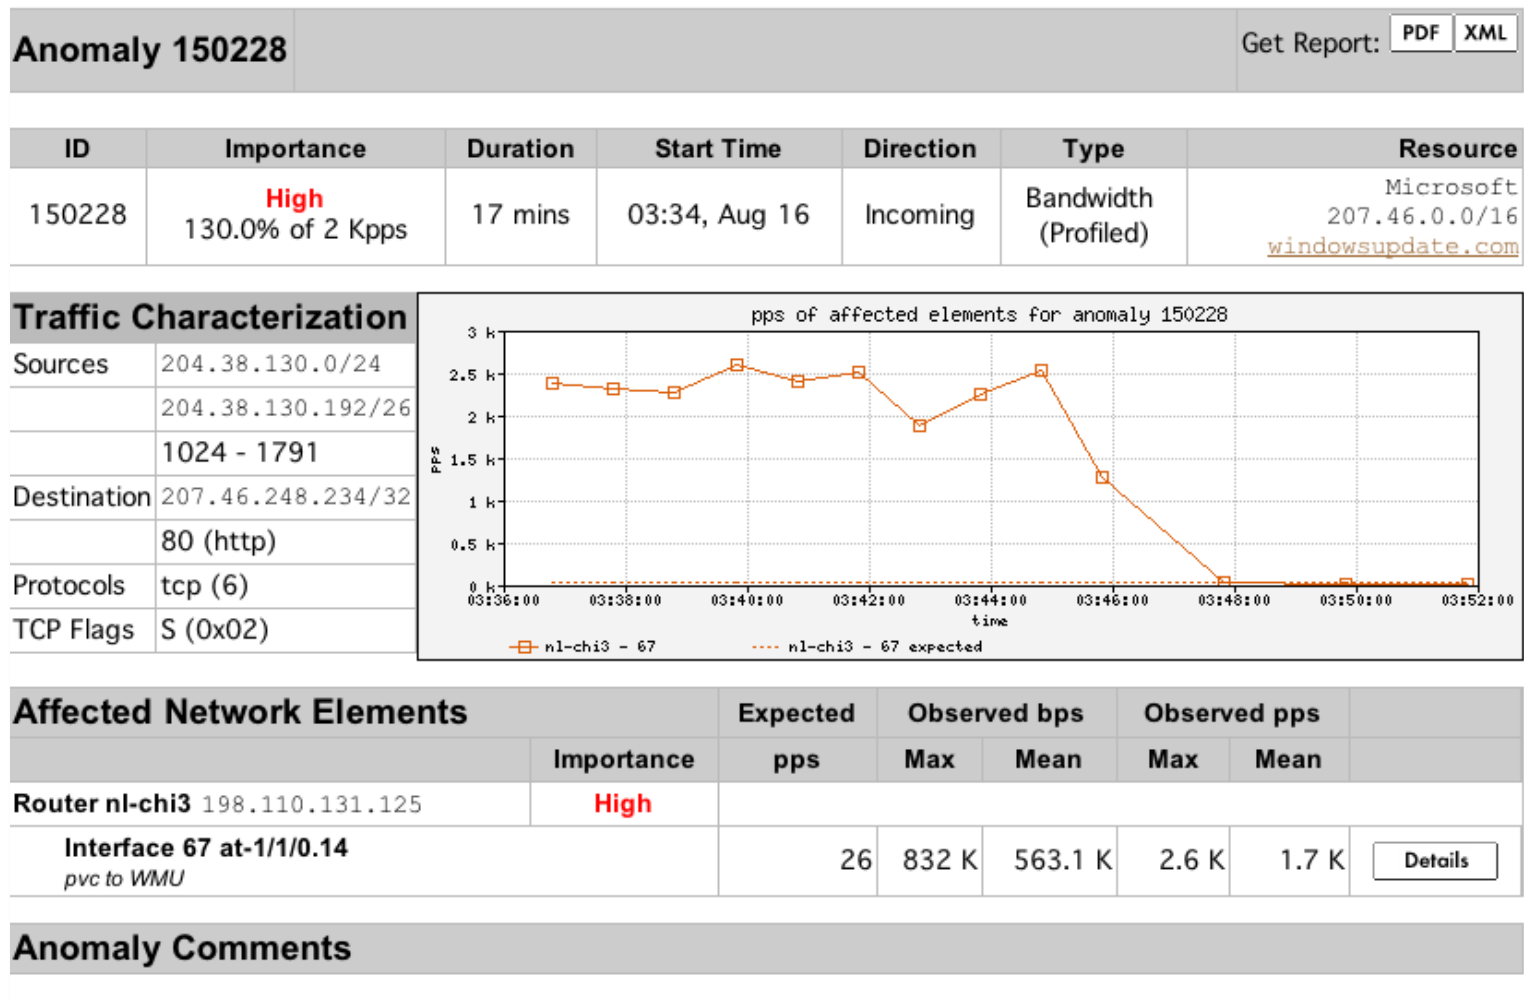 Anomaly 150228
Get Report: PDF XML
ID Importance Duration Start Time Direction Type Resource
150228 High 130.0% of 2 Kpps 17 mins 03:34, Aug 16 Incoming Bandwidth (Profiled) Microsoft 207.46.0.0/16 windowsupdate.com
Traffic Characterization
Sources 204.38.130.0/24
204.38.130.192/26
1024 - 1791
Destination 207.46.248.234/32
80 (http)
Protocols tcp (6)
TCP Flags S (0x02)
pps of affected elements for anomaly 150228
3 k
2.5 k
2 k
1.5 k
1 k
0.5 k
0 k
pps
03:36:00 03:38:00 03:40:00 03:42:00 03:44:00 03:46:00 03:48:00 03:50:00 03:52:00
time
nl-chi3 - 67 nl-chi3 - 67 expected
Affected Network Elements Expected Observed bps Observed pps
Importance pps Max Mean Max Mean
Router nl-chi3 198.110.131.125 High
Interface 67 at-1/1/0.14
pvc to WMU
26 832 K 563.1 K 2.6 K 1.7 K Details
Anomaly Comments